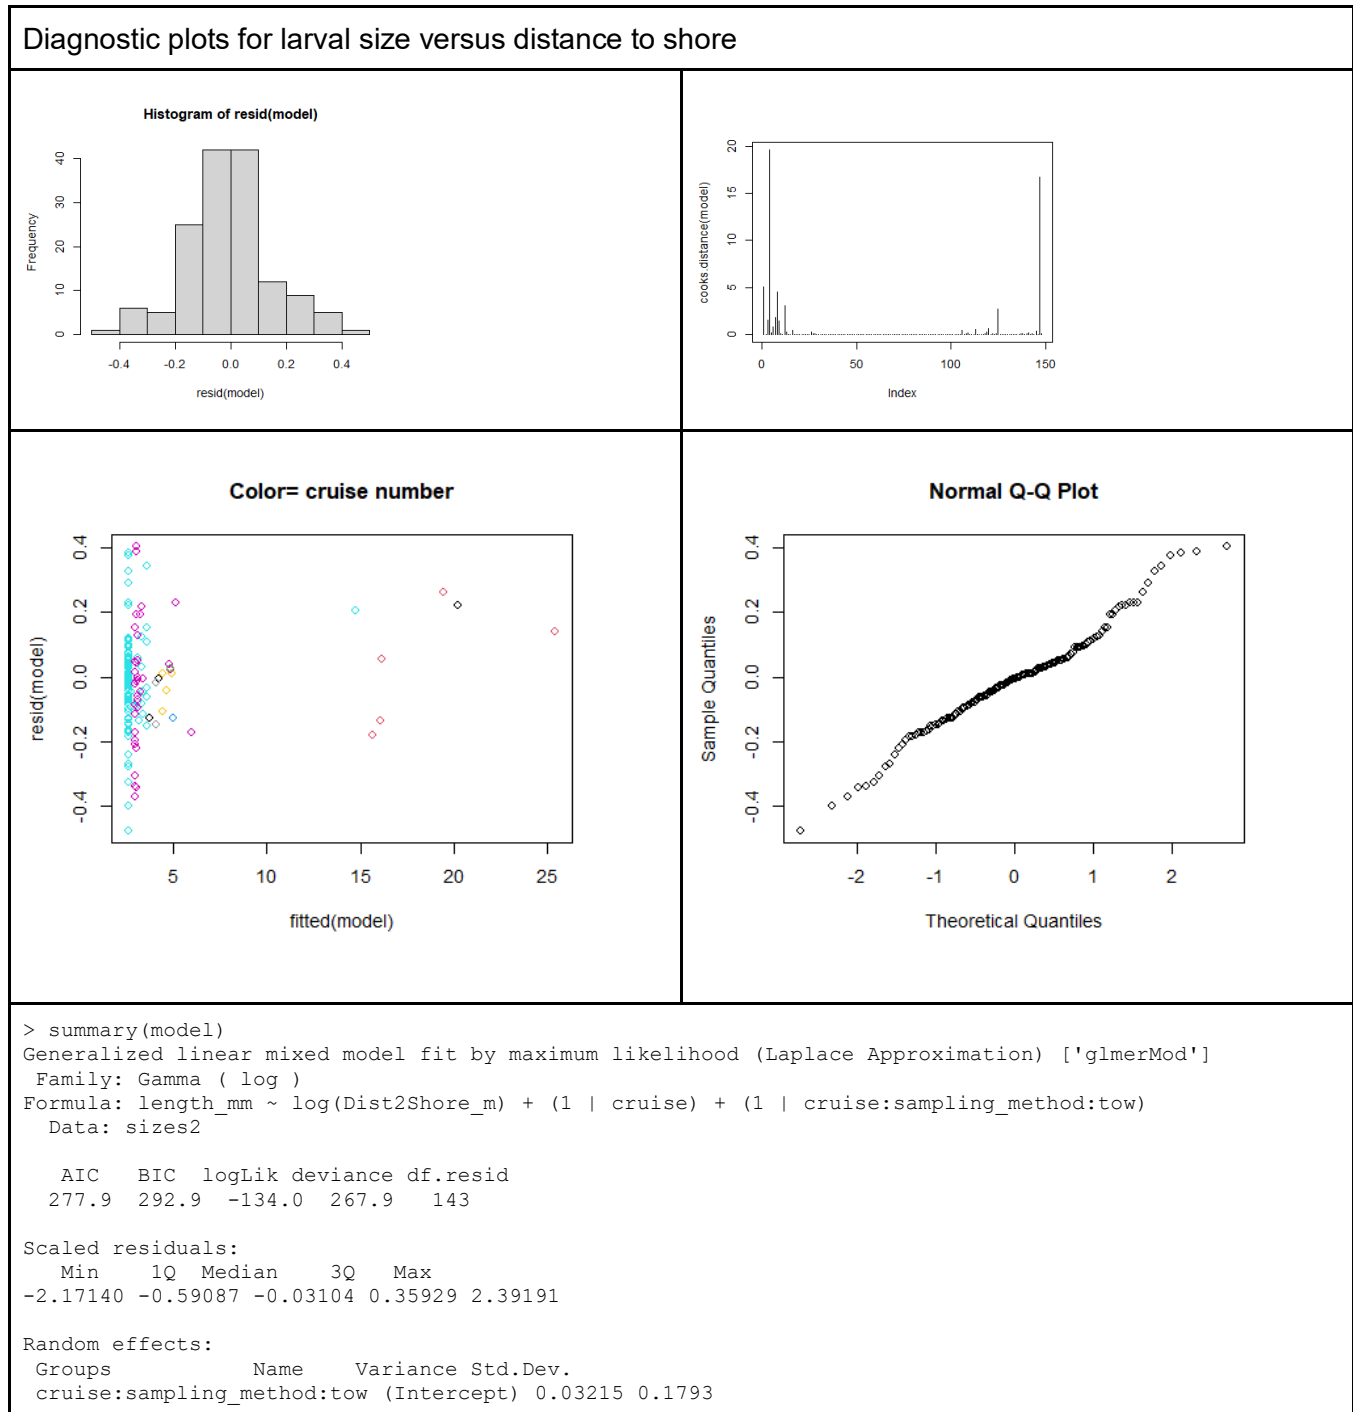 Diagnostic plots for larval size versus distance to shore
Histogram of resid(model)
Frequency
0 10 20 30 40
-0.4 -0.2 0.0 0.2 0.4
resid(model)
cooks.distance(model)
0 5 10 15 20
0 50 100 150
Index
Color= cruise number
resid(model)
-0.4 -0.2 0.0 0.2 0.4
5 10 15 20 25
fitted(model)
Normal Q-Q Plot
Sample Quantiles
-0.4 -0.2 0.0 0.2 0.4
-2 -1 0 1 2
Theoretical Quantiles
> summary(model)
Generalized linear mixed model fit by maximum likelihood (Laplace Approximation) ['glmerMod']
Family: Gamma ( log )
Formula: length_mm ~ log(Dist2Shore_m) + (1 | cruise) + (1 | cruise:sampling_method:tow)
Data: sizes2
AIC BIC logLik deviance df.resid
277.9 292.9 -134.0 267.9 143
Scaled residuals:
Min 1Q Median 3Q Max
-2.17140 -0.59087 -0.03104 0.35929 2.39191
Random effects:
Groups Name Variance Std.Dev.
cruise:sampling_method:tow (Intercept) 0.03215 0.1793